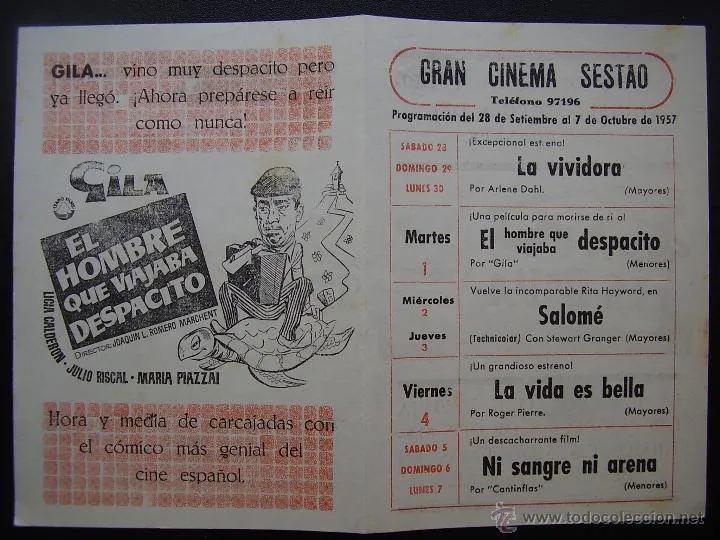 GILA... vino muy despacito pero
ya llegó. ¡Ahora prepárese a reir
como nunca!
GILA
EL
HOMBRE
QUE VIAJABA
DESPACITO
DIRECTOR: JOAQUIN L. ROMERO MARCHENT
LICIA CALDERON · JULIO RISCAL · MARIA PIAZZAI
Hora y media de carcajadas con
el cómico más genial del
cine español.
GRAN CINEMA SESTAO
Teléfono 97196
Programación del 28 de Setiembre al 7 de Octubre de 1957
SABADO 28
DOMINGO 29
LUNES 30
¡Excepcional estreno!
La vividora
Por Arlene Dahl. (Mayores)
Martes
1
¡Una película para morirse de risa!
El hombre que viajaba despacito
Por "Gila" (Menores)
Miércoles
2
Jueves
3
Vuelve la incomparable Rita Hayword, en
Salomé
(Technicolor) Con Stewart Granger (Mayores)
Viernes
4
¡Un grandioso estreno!
La vida es bella
Por Roger Pierre. (Mayores)
SABADO 5
DOMINGO 6
LUNES 7
¡Un descacharrante film!
Ni sangre ni arena
Por "Cantinflas" (Menores)
© www.todocoleccion.net